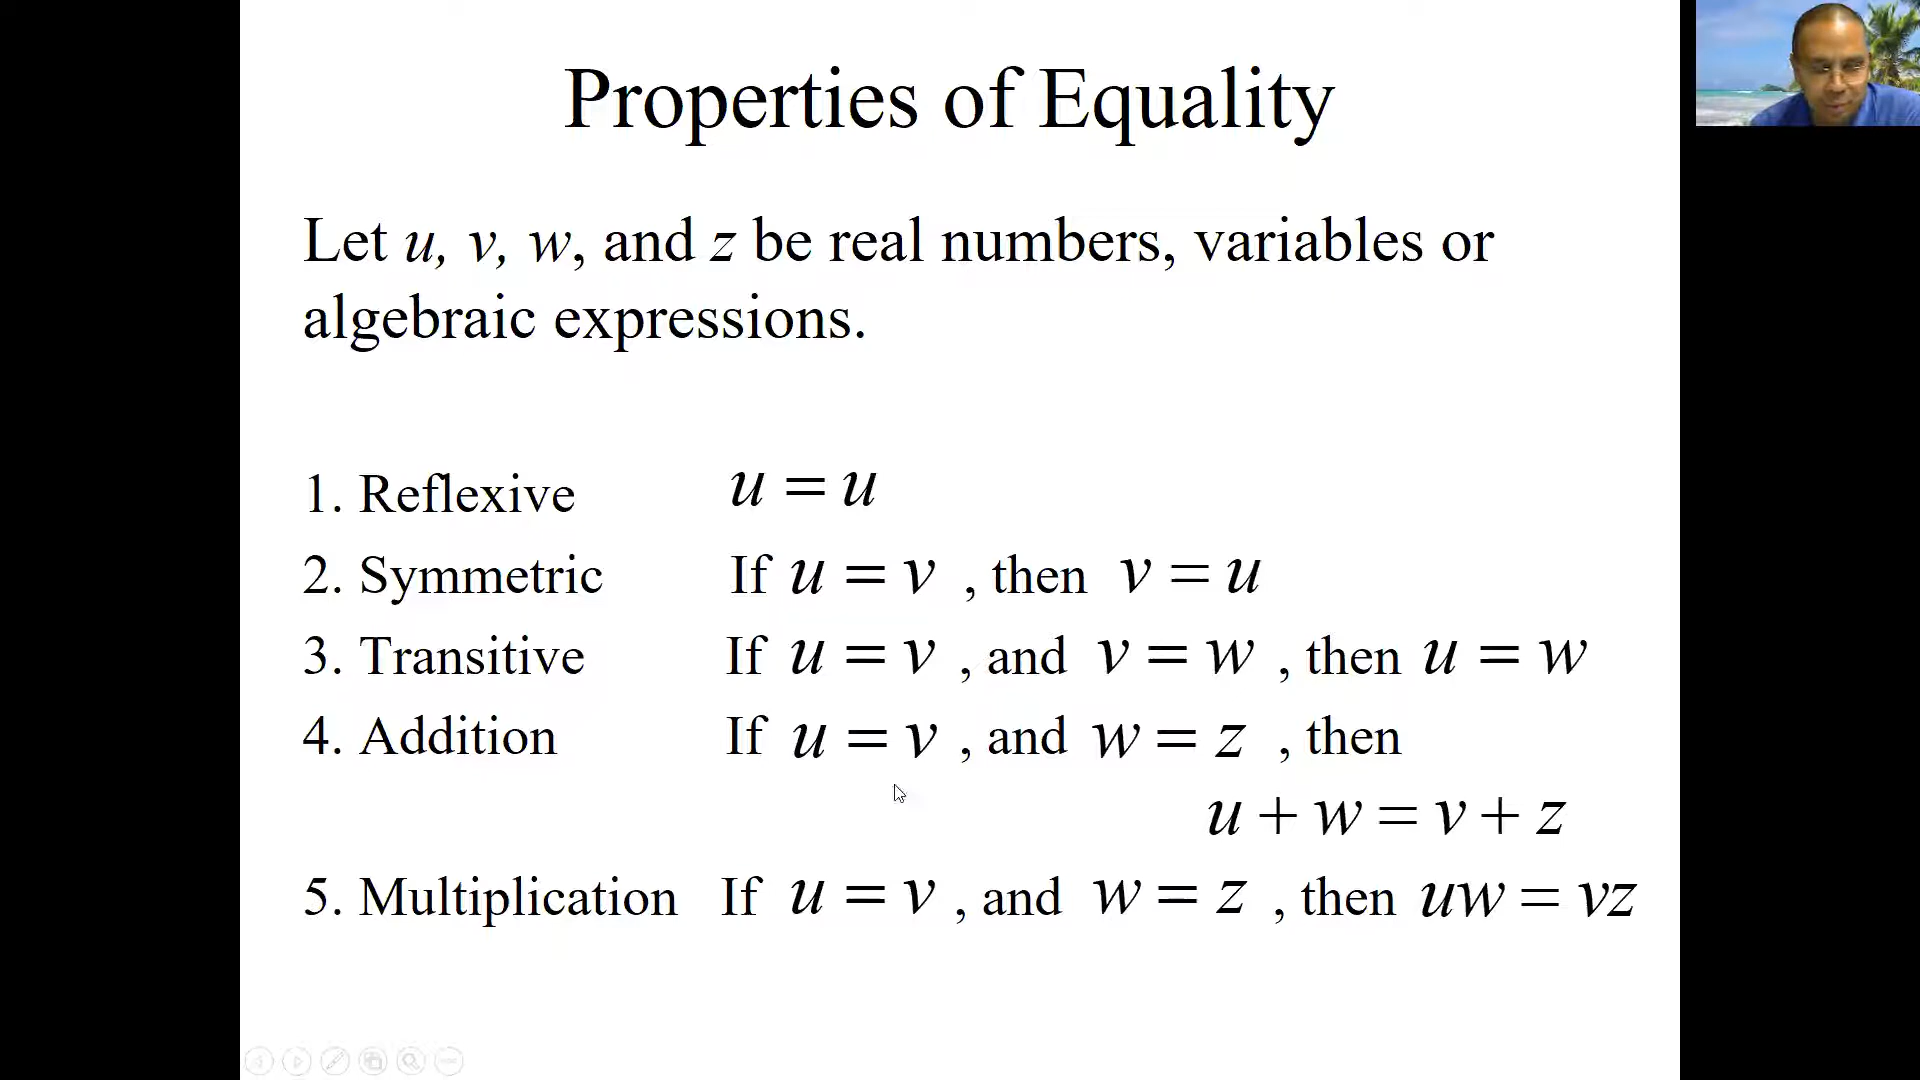 Properties of Equality
Let u, v, w, and z be real numbers, variables or
algebraic expressions.
1. Reflexive u = u
2. Symmetric If u = v , then v = u
3. Transitive If u = v , and v = w , then u = w
4. Addition If u = v , and w = z , then
u + w = v + z
5. Multiplication If u = v , and w = z , then uw = vz